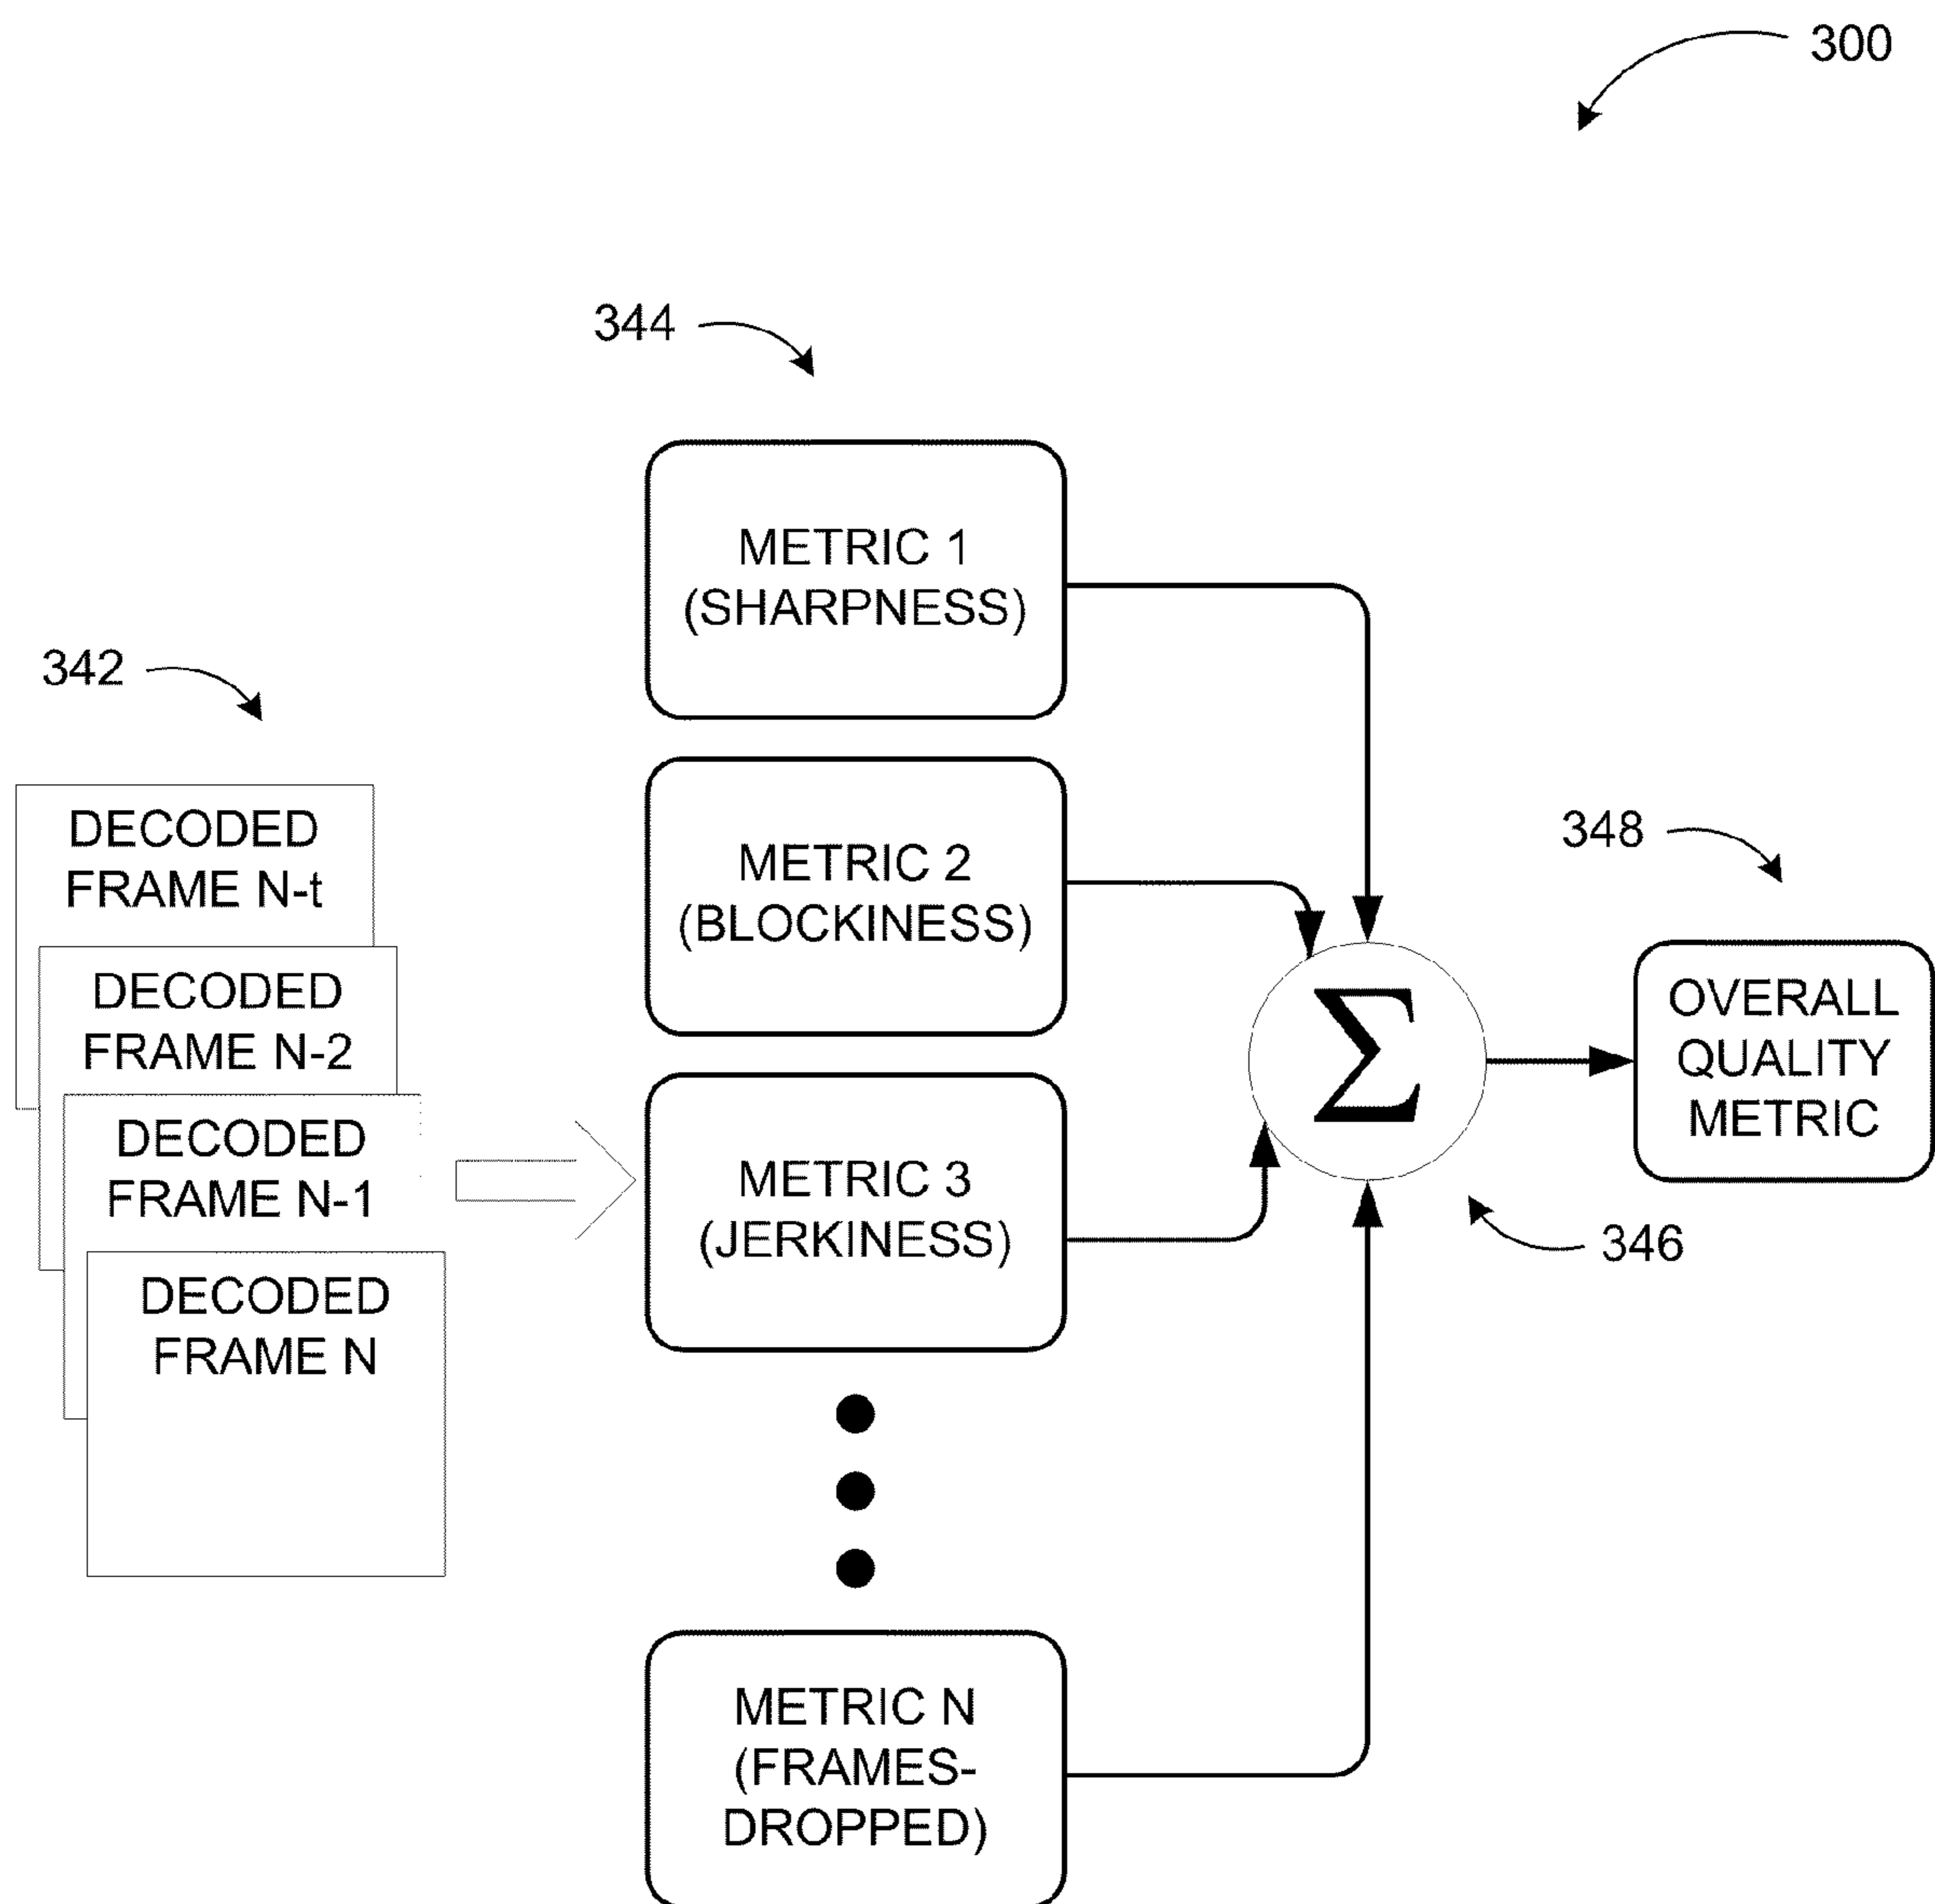 300
344
METRIC 1
(SHARPNESS)
342
DECODED
FRAME N-t
METRIC 2
(BLOCKINESS)
348
DECODED
FRAME N-2
OVERALL
QUALITY
METRIC
Σ
DECODED
FRAME N-1
METRIC 3
(JERKINESS)
346
DECODED
FRAME N
METRIC N
(FRAMES-
DROPPED)